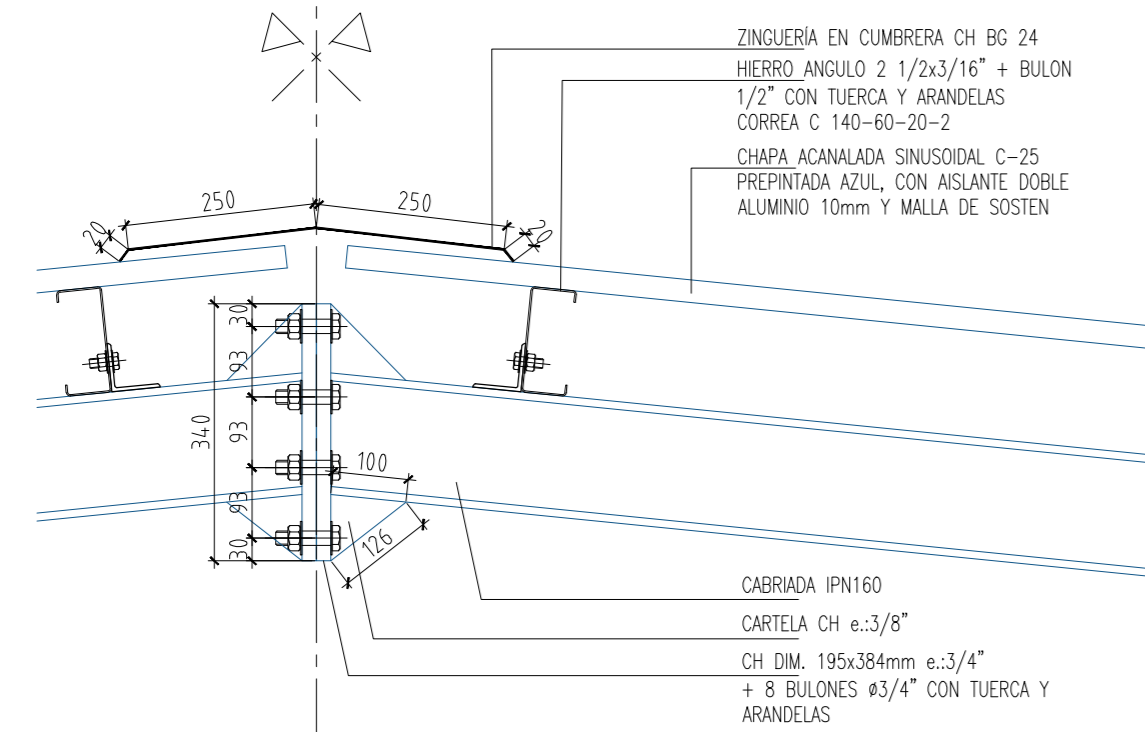 ZINGUERÍA EN CUMBRERA CH BG 24
HIERRO ANGULO 2 1/2x3/16" + BULON
1/2" CON TUERCA Y ARANDELAS
CORREA C 140-60-20-2
CHAPA ACANALADA SINUSOIDAL C-25
PREPINTADA AZUL, CON AISLANTE DOBLE
ALUMINIO 10mm Y MALLA DE SOSTEN
250
250
20
20
30
93
340
93
100
93
126
30
CABRIADA IPN160
CARTELA CH e.:3/8"
CH DIM. 195x384mm e.:3/4"
+ 8 BULONES ø3/4" CON TUERCA Y
ARANDELAS